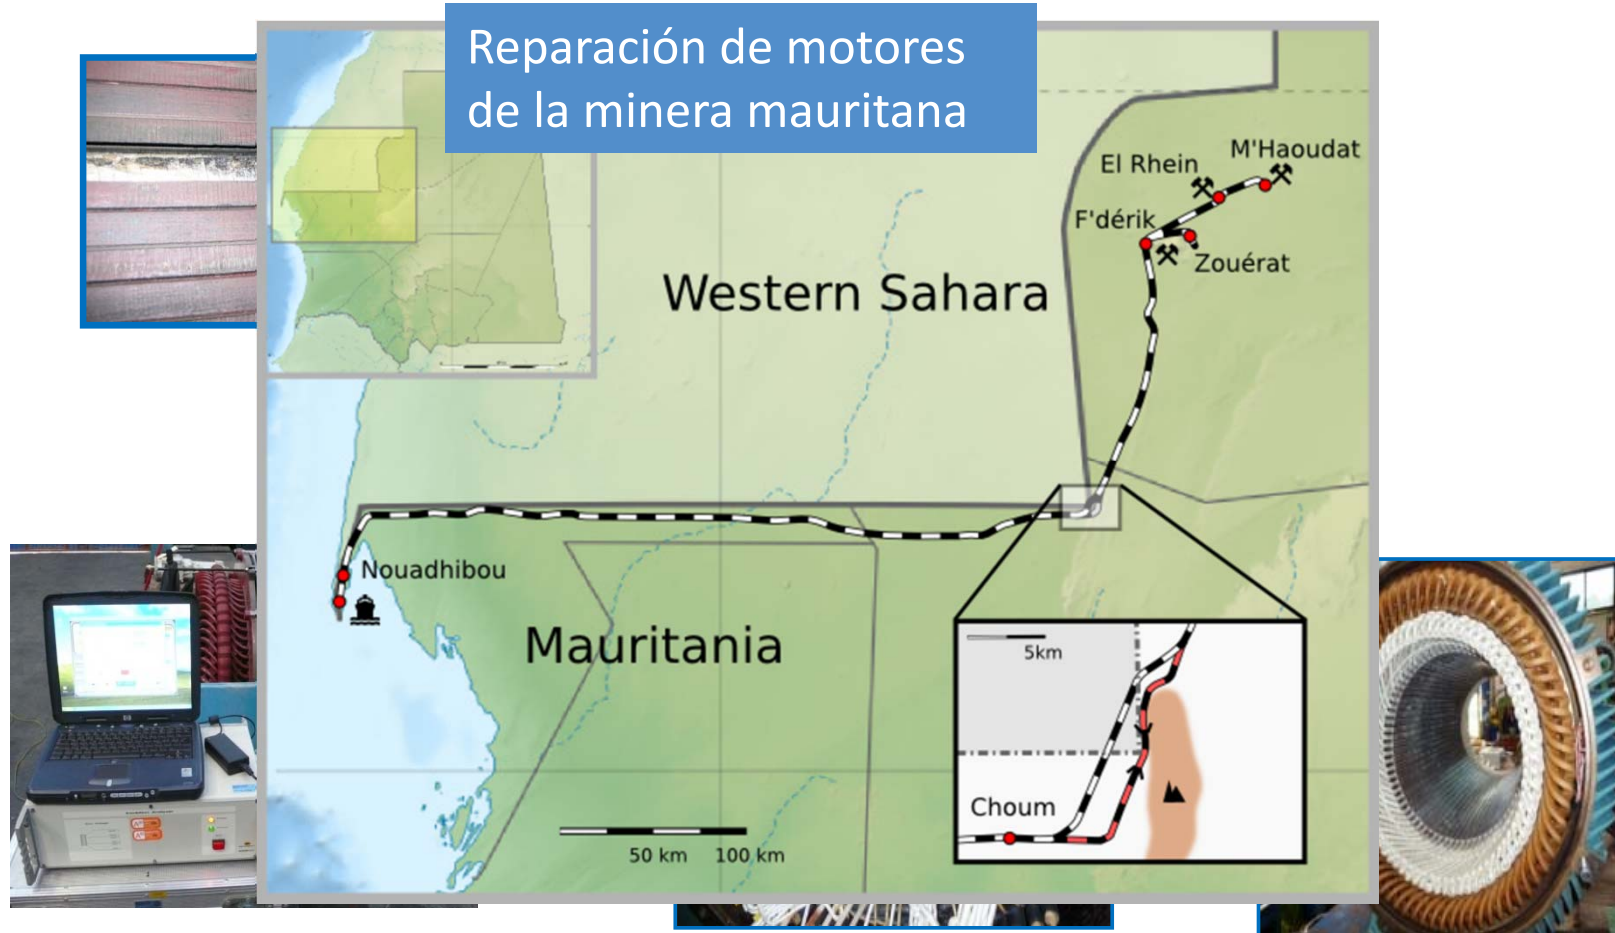 Reparación de motores
de la minera mauritana
M'Haoudat
El Rhein
F'dérik
Zouérat
Western Sahara
Nouadhibou
Mauritania
5km
Choum
50 km 100 km
hp